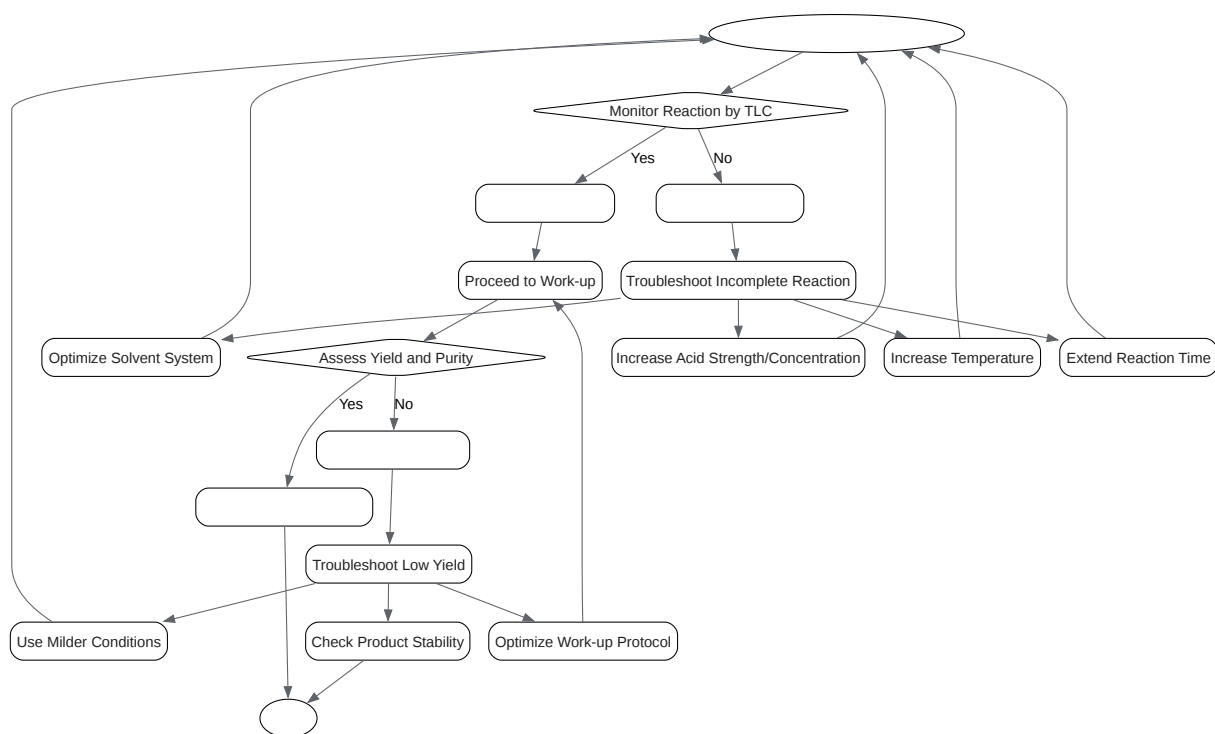 Monitor Reaction by TLC
Yes
No
Proceed to Work-up
Troubleshoot Incomplete Reaction
Optimize Solvent System
Assess Yield and Purity
Increase Acid Strength/Concentration
Increase Temperature
Extend Reaction Time
Yes
No
Troubleshoot Low Yield
Use Milder Conditions
Check Product Stability
Optimize Work-up Protocol